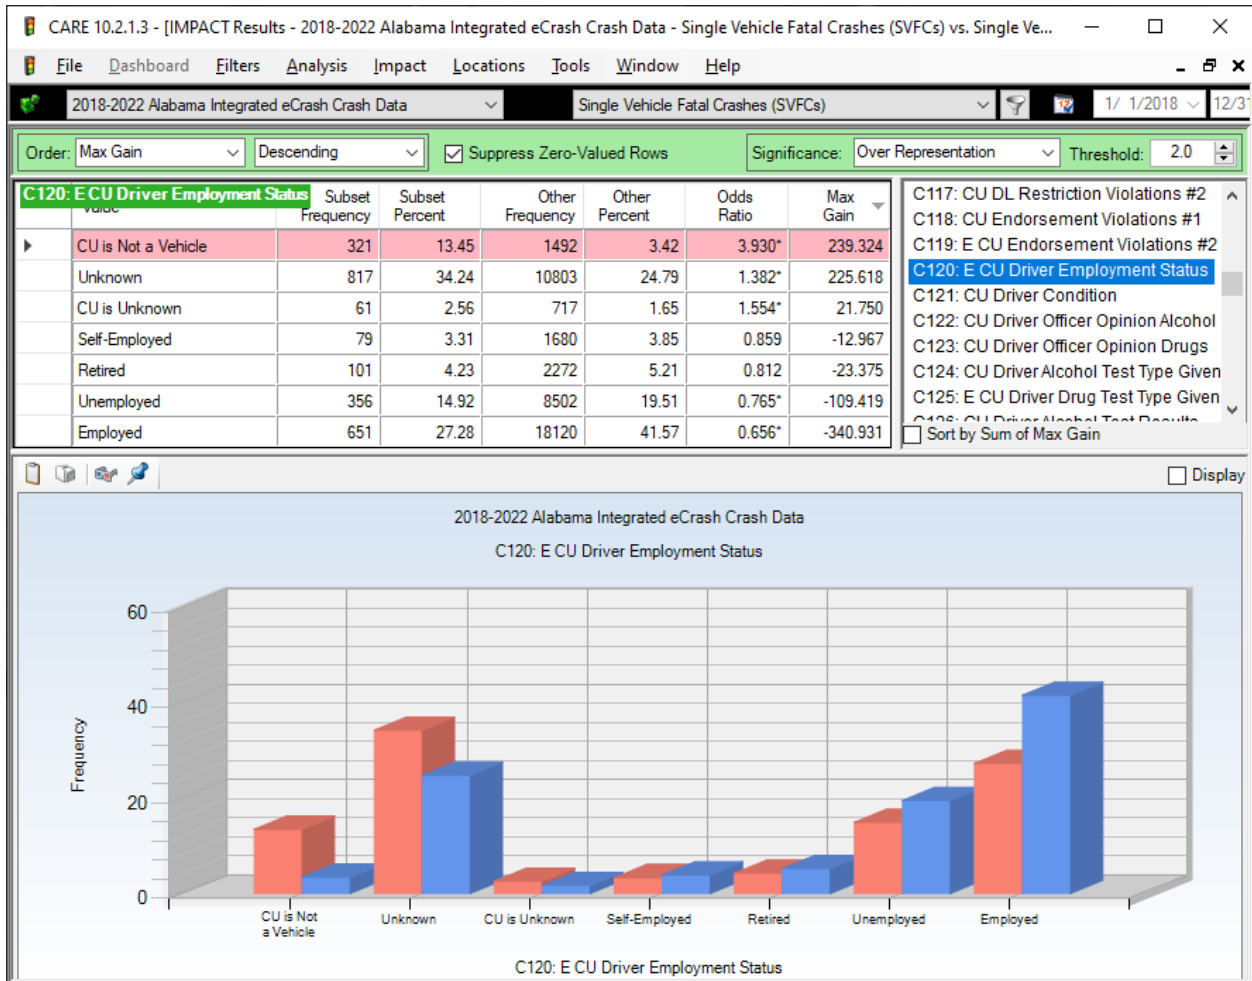 CARE 10.2.1.3 - [IMPACT Results - 2018-2022 Alabama Integrated eCrash Crash Data - Single Vehicle Fatal Crashes (SVFCs) vs. Single Ve...
File Dashboard Filters Analysis Impact Locations Tools Window Help
2018-2022 Alabama Integrated eCrash Crash Data Single Vehicle Fatal Crashes (SVFCs) 1/ 1/2018 12/31
Order: Max Gain Descending Suppress Zero-Valued Rows Significance: Over Representation Threshold: 2.0
C120: E CU Driver Employment Status
Value Subset Frequency Subset Percent Other Frequency Other Percent Odds Ratio Max Gain
CU is Not a Vehicle 321 13.45 1492 3.42 3.930* 239.324
Unknown 817 34.24 10803 24.79 1.382* 225.618
CU is Unknown 61 2.56 717 1.65 1.554* 21.750
Self-Employed 79 3.31 1680 3.85 0.859 -12.967
Retired 101 4.23 2272 5.21 0.812 -23.375
Unemployed 356 14.92 8502 19.51 0.765* -109.419
Employed 651 27.28 18120 41.57 0.656* -340.931
C117: CU DL Restriction Violations #2
C118: CU Endorsement Violations #1
C119: E CU Endorsement Violations #2
C120: E CU Driver Employment Status
C121: CU Driver Condition
C122: CU Driver Officer Opinion Alcohol
C123: CU Driver Officer Opinion Drugs
C124: CU Driver Alcohol Test Type Given
C125: E CU Driver Drug Test Type Given
C126: CU Driver Alcohol Test Results
Sort by Sum of Max Gain
Display
2018-2022 Alabama Integrated eCrash Crash Data
C120: E CU Driver Employment Status
Frequency
60
40
20
0
CU is Not a Vehicle
Unknown
CU is Unknown
Self-Employed
Retired
Unemployed
Employed
C120: E CU Driver Employment Status